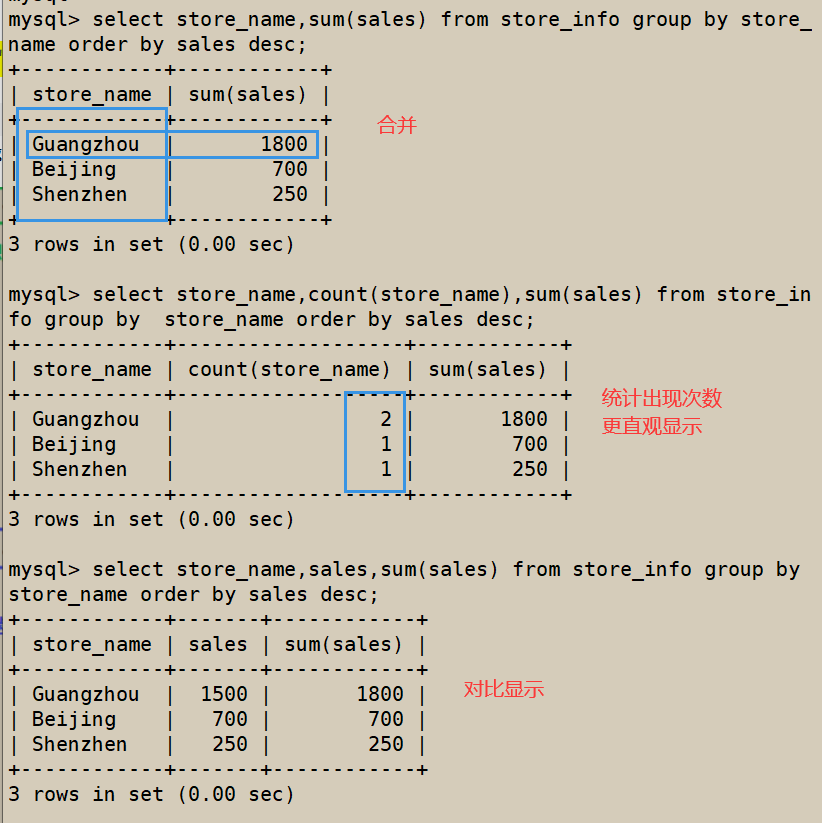 mysql> select store_name,sum(sales) from store_info group by store_
name order by sales desc;
+------------+------------+
| store_name | sum(sales) |
+------------+------------+
| Guangzhou  |       1800 |
合并
| Beijing    |        700 |
| Shenzhen   |        250 |
+------------+------------+
3 rows in set (0.00 sec)
mysql> select store_name,count(store_name),sum(sales) from store_in
fo group by  store_name order by sales desc;
+------------+-------------------+------------+
| store_name | count(store_name) | sum(sales) |
+------------+-------------------+------------+
| Guangzhou  |                 2 |       1800 |
| Beijing    |                 1 |        700 |
| Shenzhen   |                 1 |        250 |
+------------+-------------------+------------+
统计出现次数
更直观显示
3 rows in set (0.00 sec)
mysql> select store_name,sales,sum(sales) from store_info group by
store_name order by sales desc;
+------------+-------+------------+
| store_name | sales | sum(sales) |
+------------+-------+------------+
| Guangzhou  |  1500 |       1800 |
| Beijing    |   700 |        700 |
| Shenzhen   |   250 |        250 |
+------------+-------+------------+
对比显示
3 rows in set (0.00 sec)